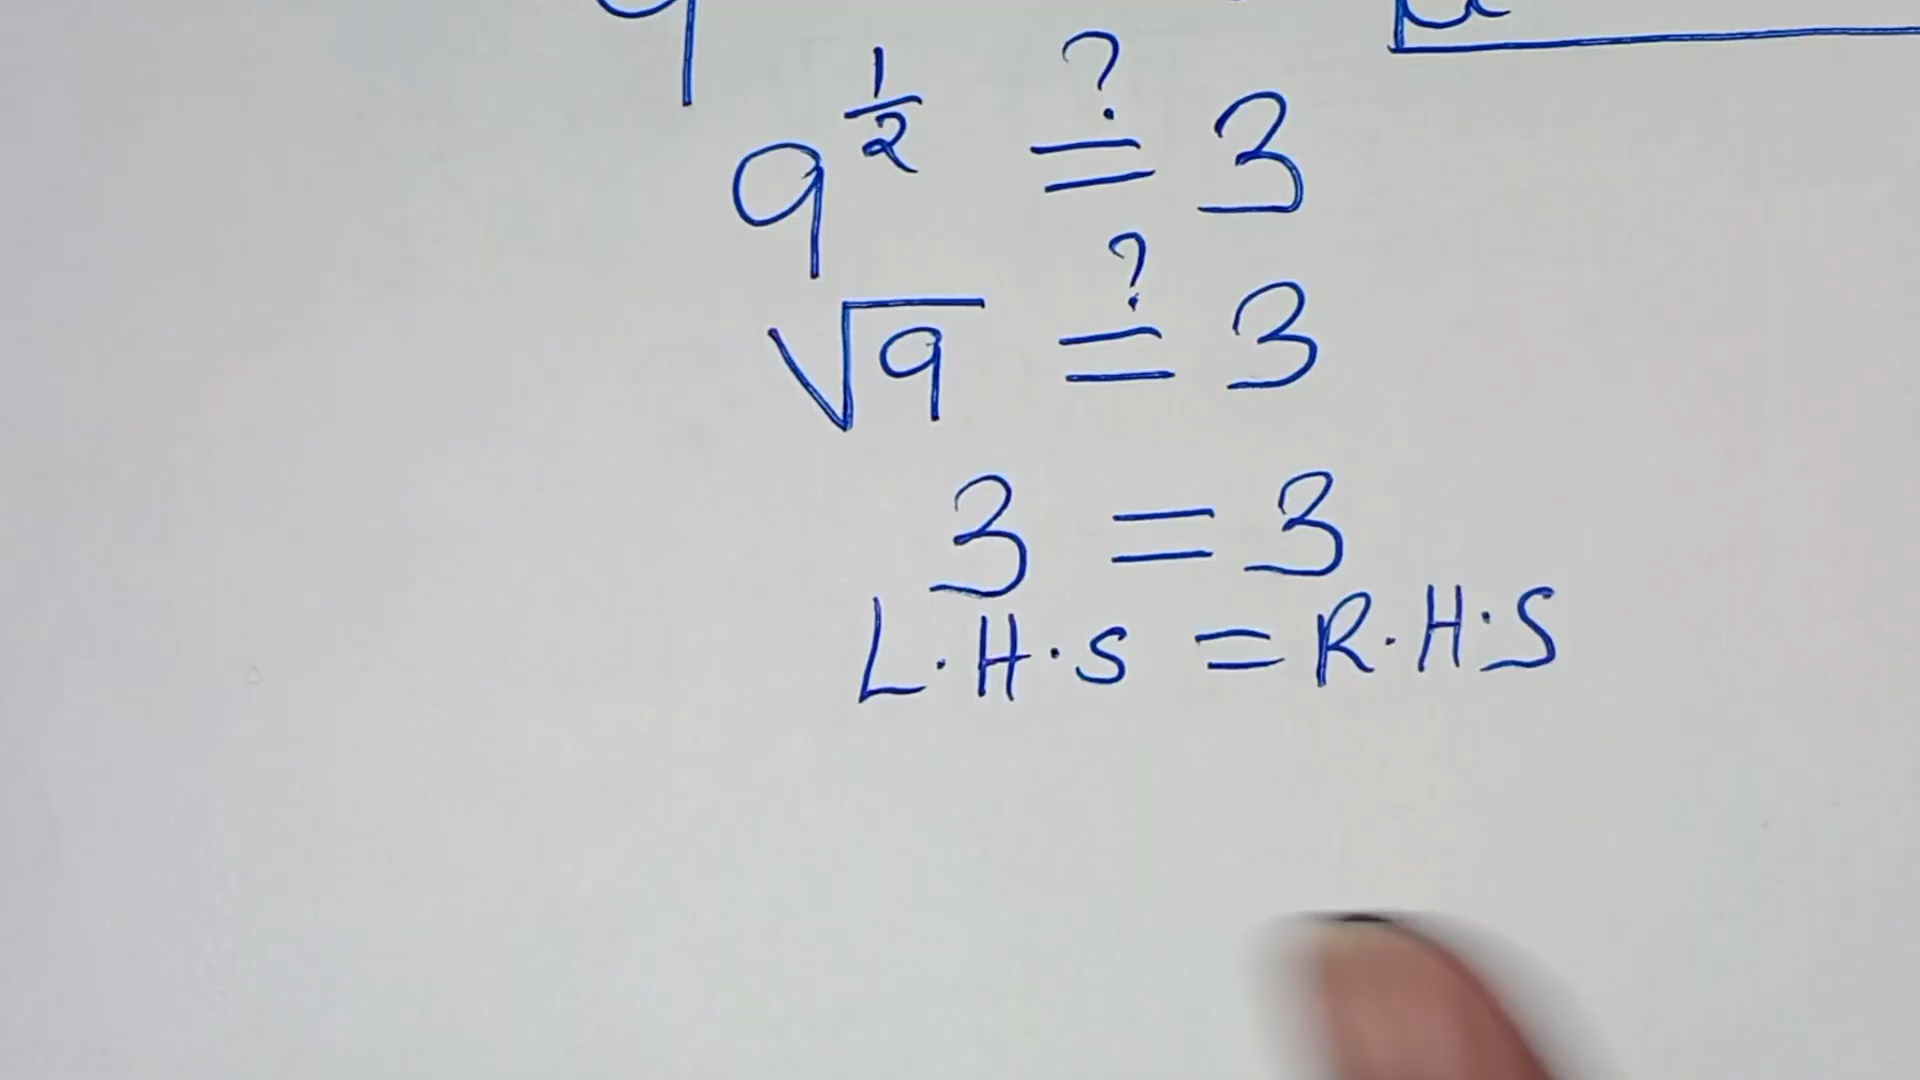 9^{1/2} ≟ 3
√9 ≟ 3
3 = 3
L.H.S = R.H.S